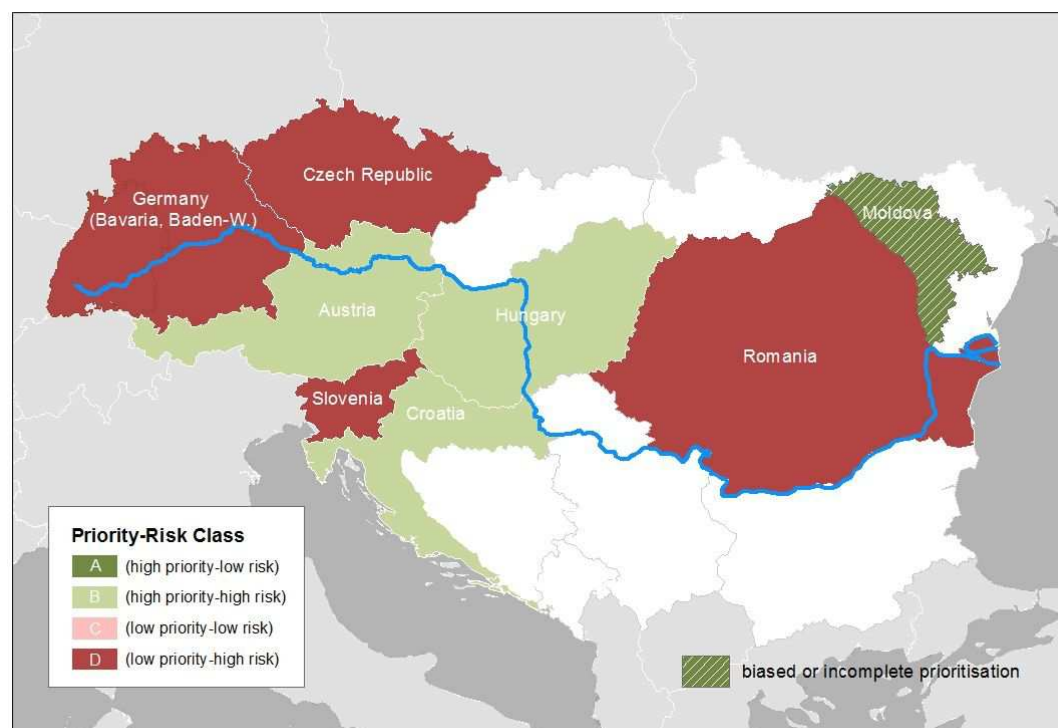 Czech Republic
Germany
(Bavaria, Baden-W.)
Moldova
Austria
Hungary
Romania
Slovenia
Croatia
Priority-Risk Class
A (high priority-low risk)
B (high priority-high risk)
C (low priority-low risk)
D (low priority-high risk)
biased or incomplete prioritisation